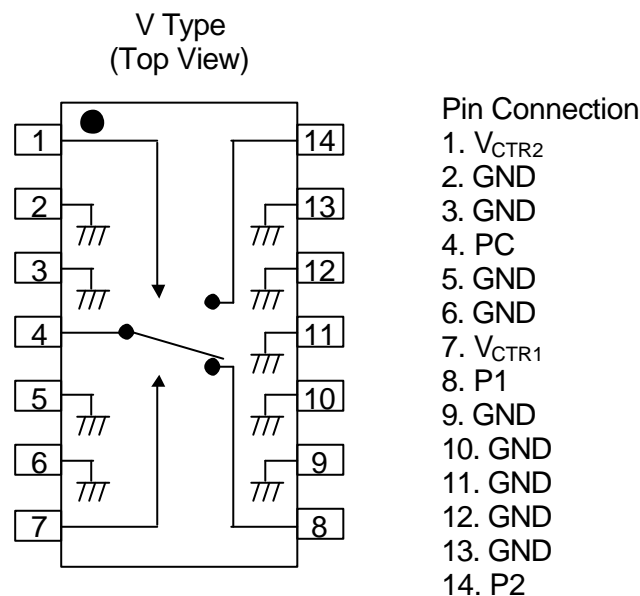 V Type
(Top View)
1
2
3
4
5
6
7
14
13
12
11
10
9
8
Pin Connection
1. VCTR2
2. GND
3. GND
4. PC
5. GND
6. GND
7. VCTR1
8. P1
9. GND
10. GND
11. GND
12. GND
13. GND
14. P2